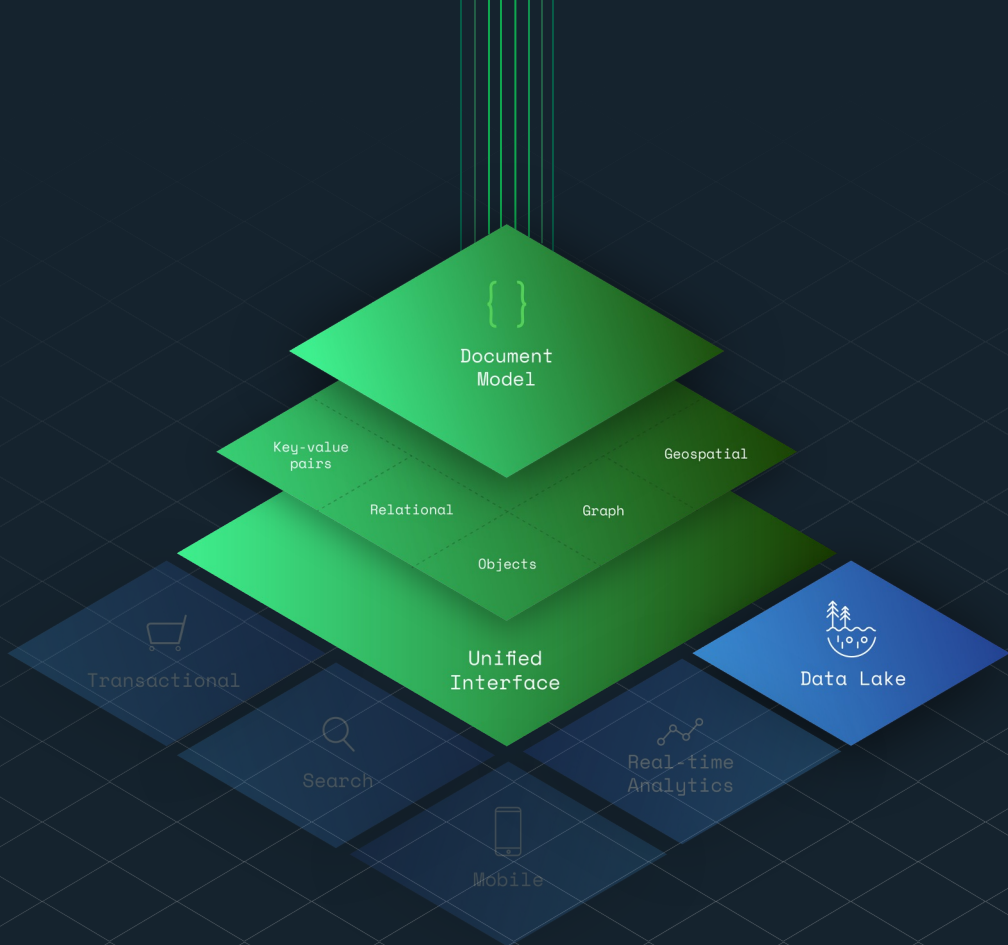 { }
Document
Model
Key-value
pairs
Geospatial
Relational
Graph
Objects
Unified
Interface
Transactional
Data Lake
Search
Real-time
Analytics
Mobile